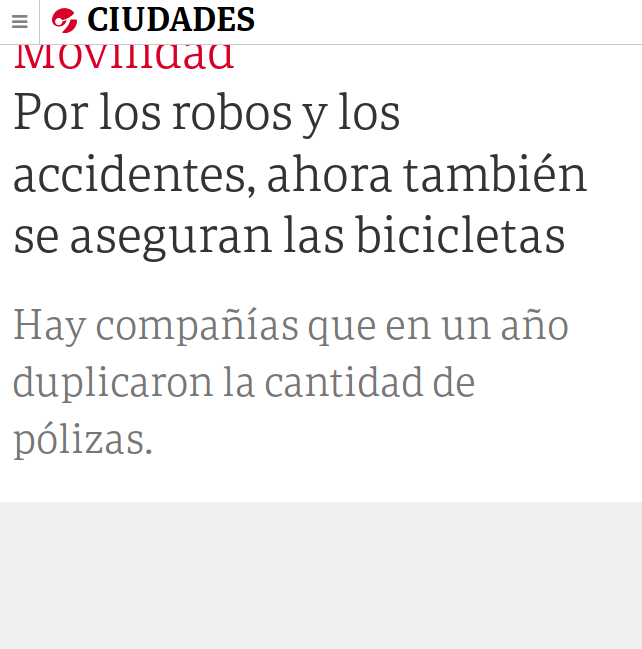 CIUDADES
Movilidad
Por los robos y los
accidentes, ahora también
se aseguran las bicicletas
Hay compañías que en un año
duplicaron la cantidad de
pólizas.